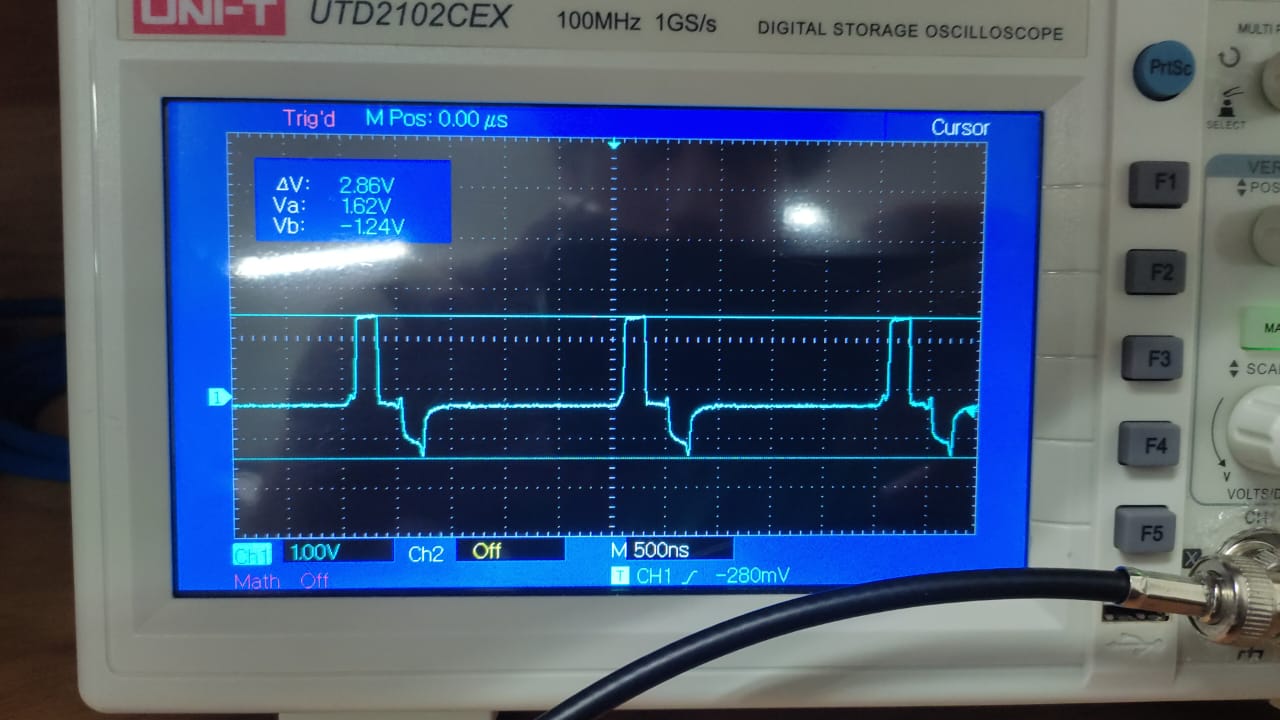 UNI-T UTD2102CEX 100MHz 1GS/s DIGITAL STORAGE OSCILLOSCOPE
Trig'd M Pos: 0.00 μs
Cursor
ΔV: 2.86V
Va: 1.62V
Vb: -1.24V
1
Ch1 1.00V Ch2 Off M 500ns
Math Off T CH1 -280mV
PrtSc
SELECT
F1
F2
F3
F4
F5
V